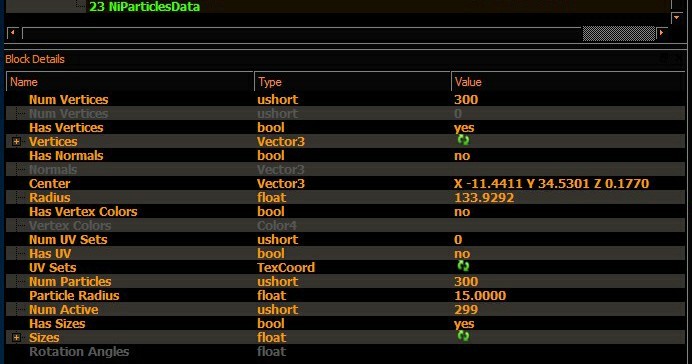 23 NiParticlesData
Block Details
Name Type Value
Num Vertices ushort 300
Num Vertices ushort 0
Has Vertices bool yes
Vertices Vector3
Has Normals bool no
Normals Vector3
Center Vector3 X -11.4411 Y 34.5301 Z 0.1770
Radius float 133.9292
Has Vertex Colors bool no
Vertex Colors Color4
Num UV Sets ushort 0
Has UV bool no
UV Sets TexCoord
Num Particles ushort 300
Particle Radius float 15.0000
Num Active ushort 299
Has Sizes bool yes
Sizes float
Rotation Angles float